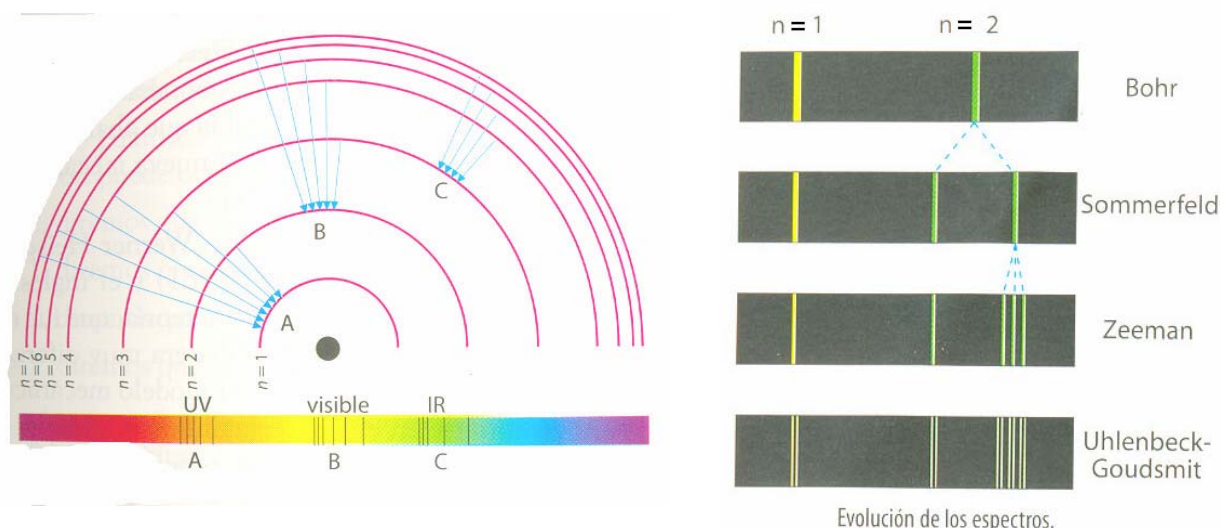 n = 7
n = 6
n = 5
n = 4
n = 3
n = 2
n = 1
A
B
C
UV visible IR
A B C
n = 1 n = 2
Bohr
Sommerfeld
Zeeman
Uhlenbeck-
Goudsmit
Evolución de los espectros.